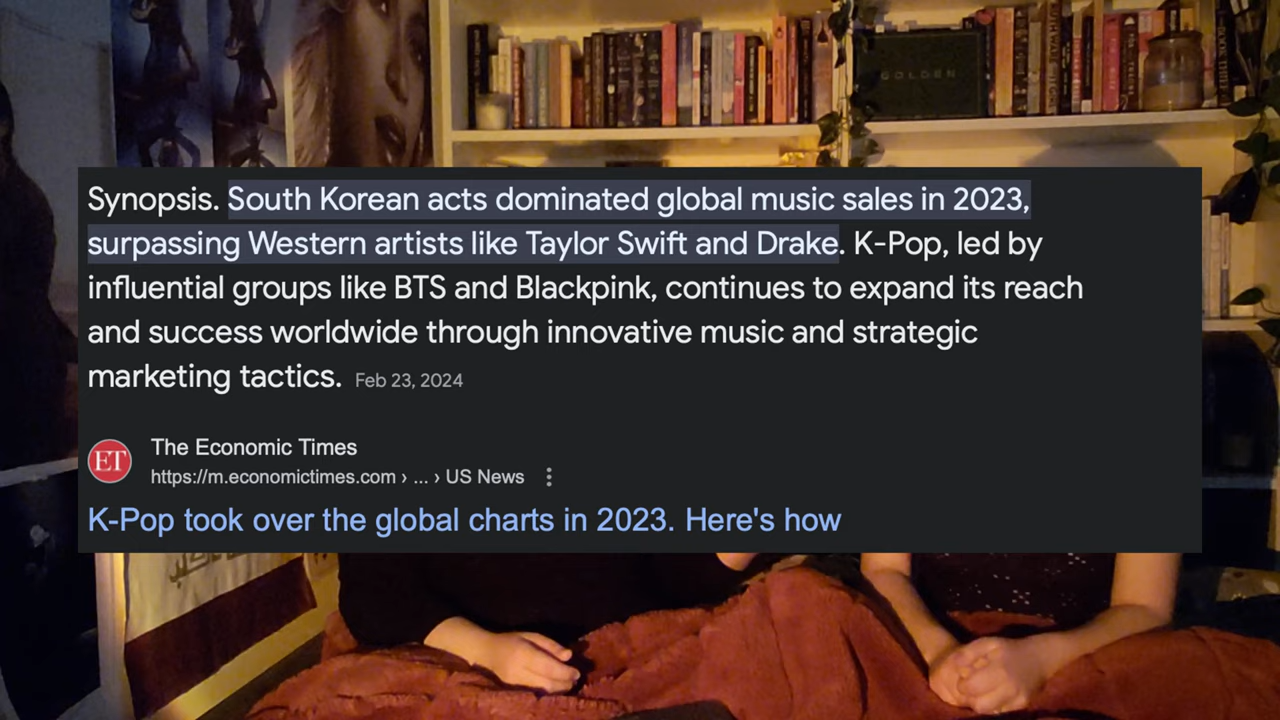 GOLDEN
Synopsis. South Korean acts dominated global music sales in 2023,
surpassing Western artists like Taylor Swift and Drake. K-Pop, led by
influential groups like BTS and Blackpink, continues to expand its reach
and success worldwide through innovative music and strategic
marketing tactics. Feb 23, 2024
ET
The Economic Times
https://m.economictimes.com › ... › US News
K-Pop took over the global charts in 2023. Here's how